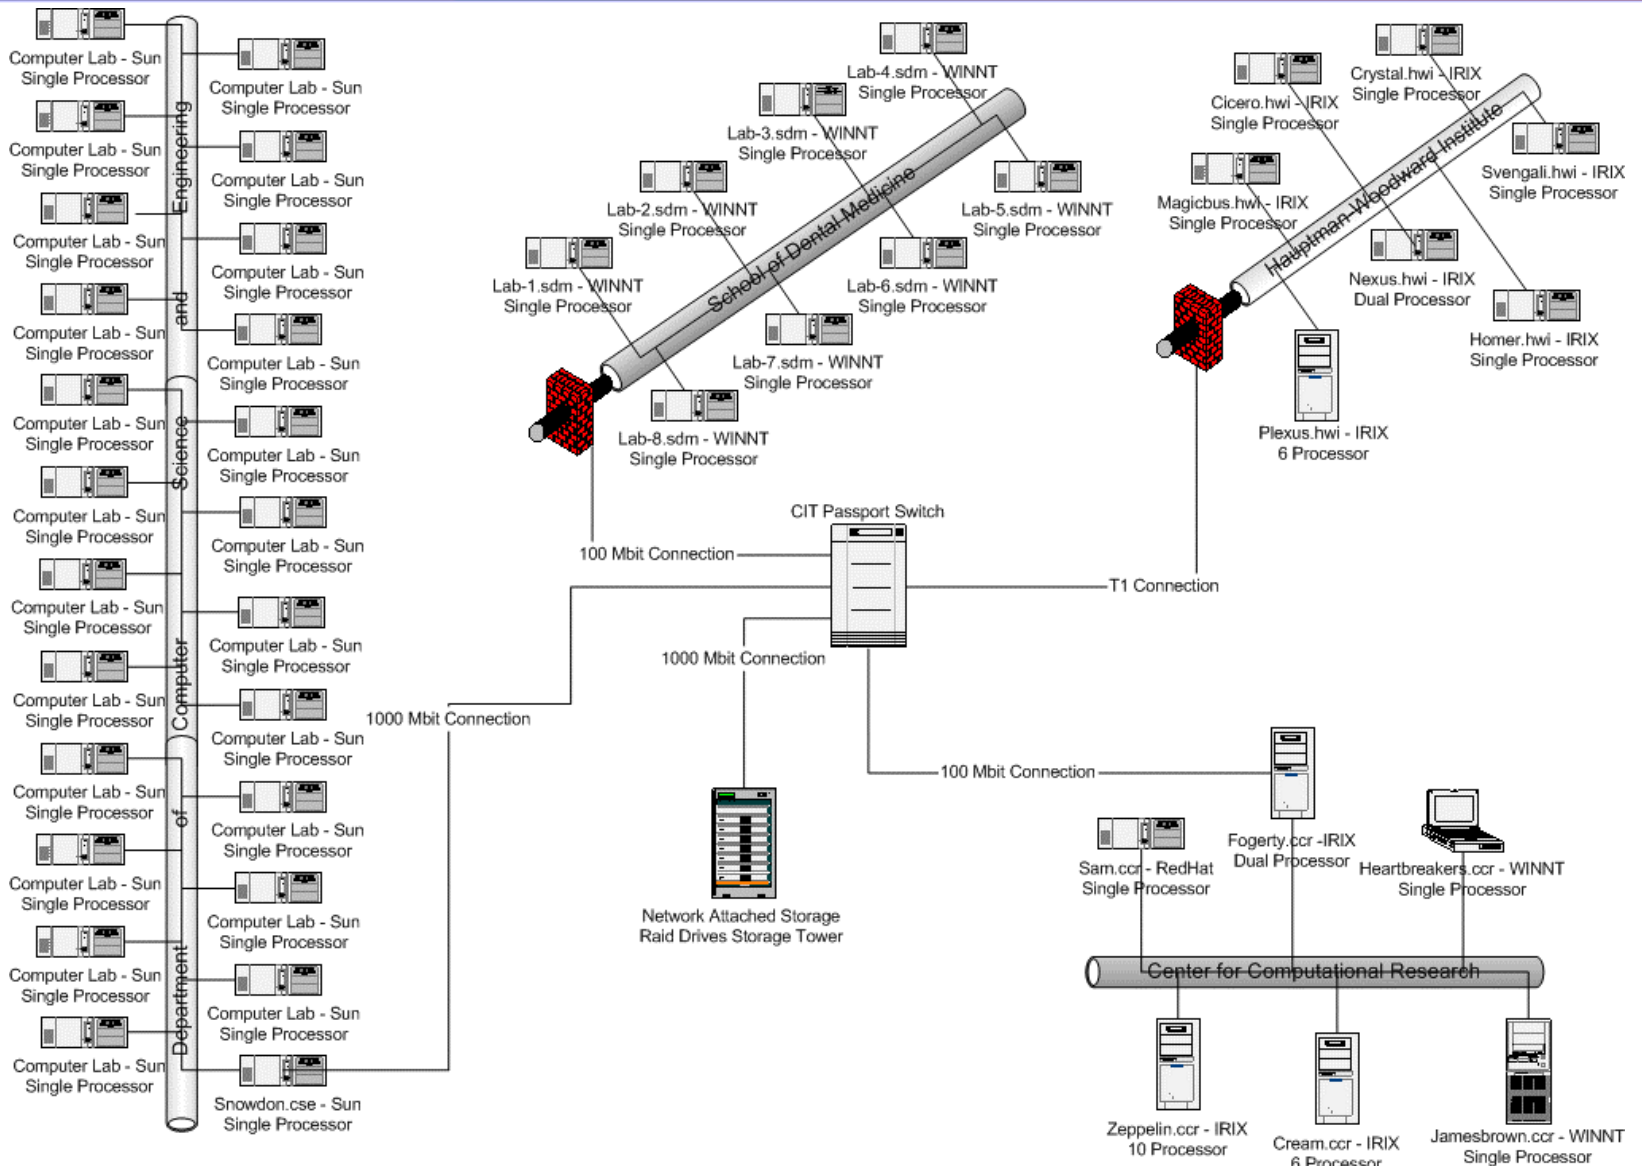 Computer Lab - Sun
Single Processor
Computer Lab - Sun
Single Processor
Computer Lab - Sun
Single Processor
Computer Lab - Sun
Single Processor
Computer Lab - Sun
Single Processor
Computer Lab - Sun
Single Processor
Computer Lab - Sun
Single Processor
Computer Lab - Sun
Single Processor
Computer Lab - Sun
Single Processor
Computer Lab - Sun
Single Processor
Computer Lab - Sun
Single Processor
Computer Lab - Sun
Single Processor
Department of Computer Science and Engineering
Computer Lab - Sun
Single Processor
Computer Lab - Sun
Single Processor
Computer Lab - Sun
Single Processor
Computer Lab - Sun
Single Processor
Computer Lab - Sun
Single Processor
Computer Lab - Sun
Single Processor
Computer Lab - Sun
Single Processor
Computer Lab - Sun
Single Processor
Computer Lab - Sun
Single Processor
Computer Lab - Sun
Single Processor
Computer Lab - Sun
Single Processor
Snowdon.cse - Sun
Single Processor
Lab-4.sdm - WINNT
Single Processor
Lab-3.sdm - WINNT
Single Processor
Lab-2.sdm - WINNT
Single Processor
Lab-1.sdm - WINNT
Single Processor
School of Dental Medicine
Lab-5.sdm - WINNT
Single Processor
Lab-6.sdm - WINNT
Single Processor
Lab-7.sdm - WINNT
Single Processor
Lab-8.sdm - WINNT
Single Processor
Crystal.hwi - IRIX
Single Processor
Cicero.hwi - IRIX
Single Processor
Magicbus.hwi - IRIX
Single Processor
Hauptman-Woodward Institute
Svengali.hwi - IRIX
Single Processor
Nexus.hwi - IRIX
Dual Processor
Homer.hwi - IRIX
Single Processor
Plexus.hwi - IRIX
6 Processor
CIT Passport Switch
100 Mbit Connection
T1 Connection
1000 Mbit Connection
1000 Mbit Connection
100 Mbit Connection
Network Attached Storage
Raid Drives Storage Tower
Sam.ccr - RedHat
Single Processor
Fogerty.ccr -IRIX
Dual Processor
Heartbreakers.ccr - WINNT
Single Processor
Center for Computational Research
Zeppelin.ccr - IRIX
10 Processor
Cream.ccr - IRIX
6 Processor
Jamesbrown.ccr - WINNT
Single Processor